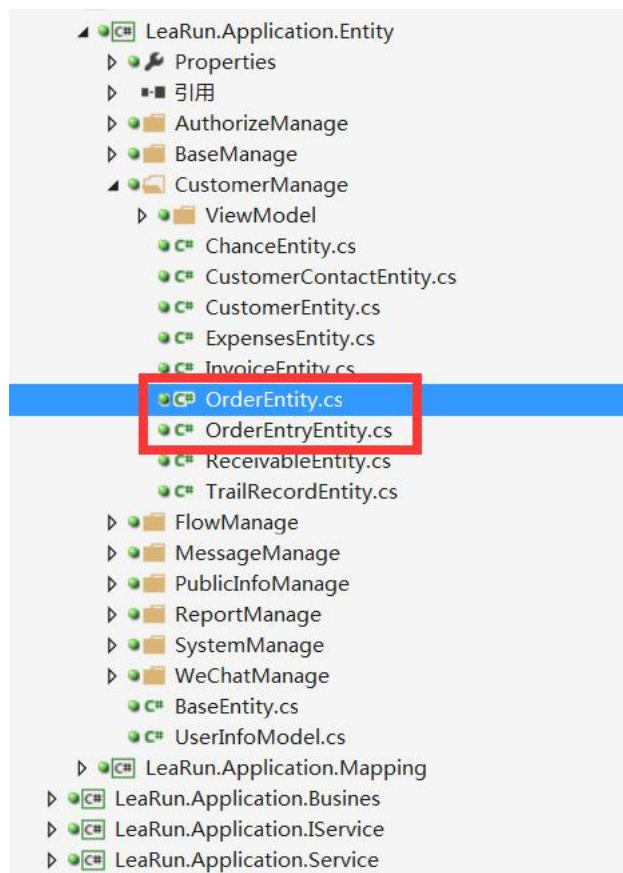 C# LeaRun.Application.Entity
Properties
引用
AuthorizeManage
BaseManage
CustomerManage
ViewModel
C# ChanceEntity.cs
C# CustomerContactEntity.cs
C# CustomerEntity.cs
C# ExpensesEntity.cs
C# InvoiceEntity.cs
C# OrderEntity.cs
C# OrderEntryEntity.cs
C# ReceivableEntity.cs
C# TrailRecordEntity.cs
FlowManage
MessageManage
PublicInfoManage
ReportManage
SystemManage
WeChatManage
C# BaseEntity.cs
C# UserInfoModel.cs
C# LeaRun.Application.Mapping
C# LeaRun.Application.Busines
C# LeaRun.Application.IService
C# LeaRun.Application.Service